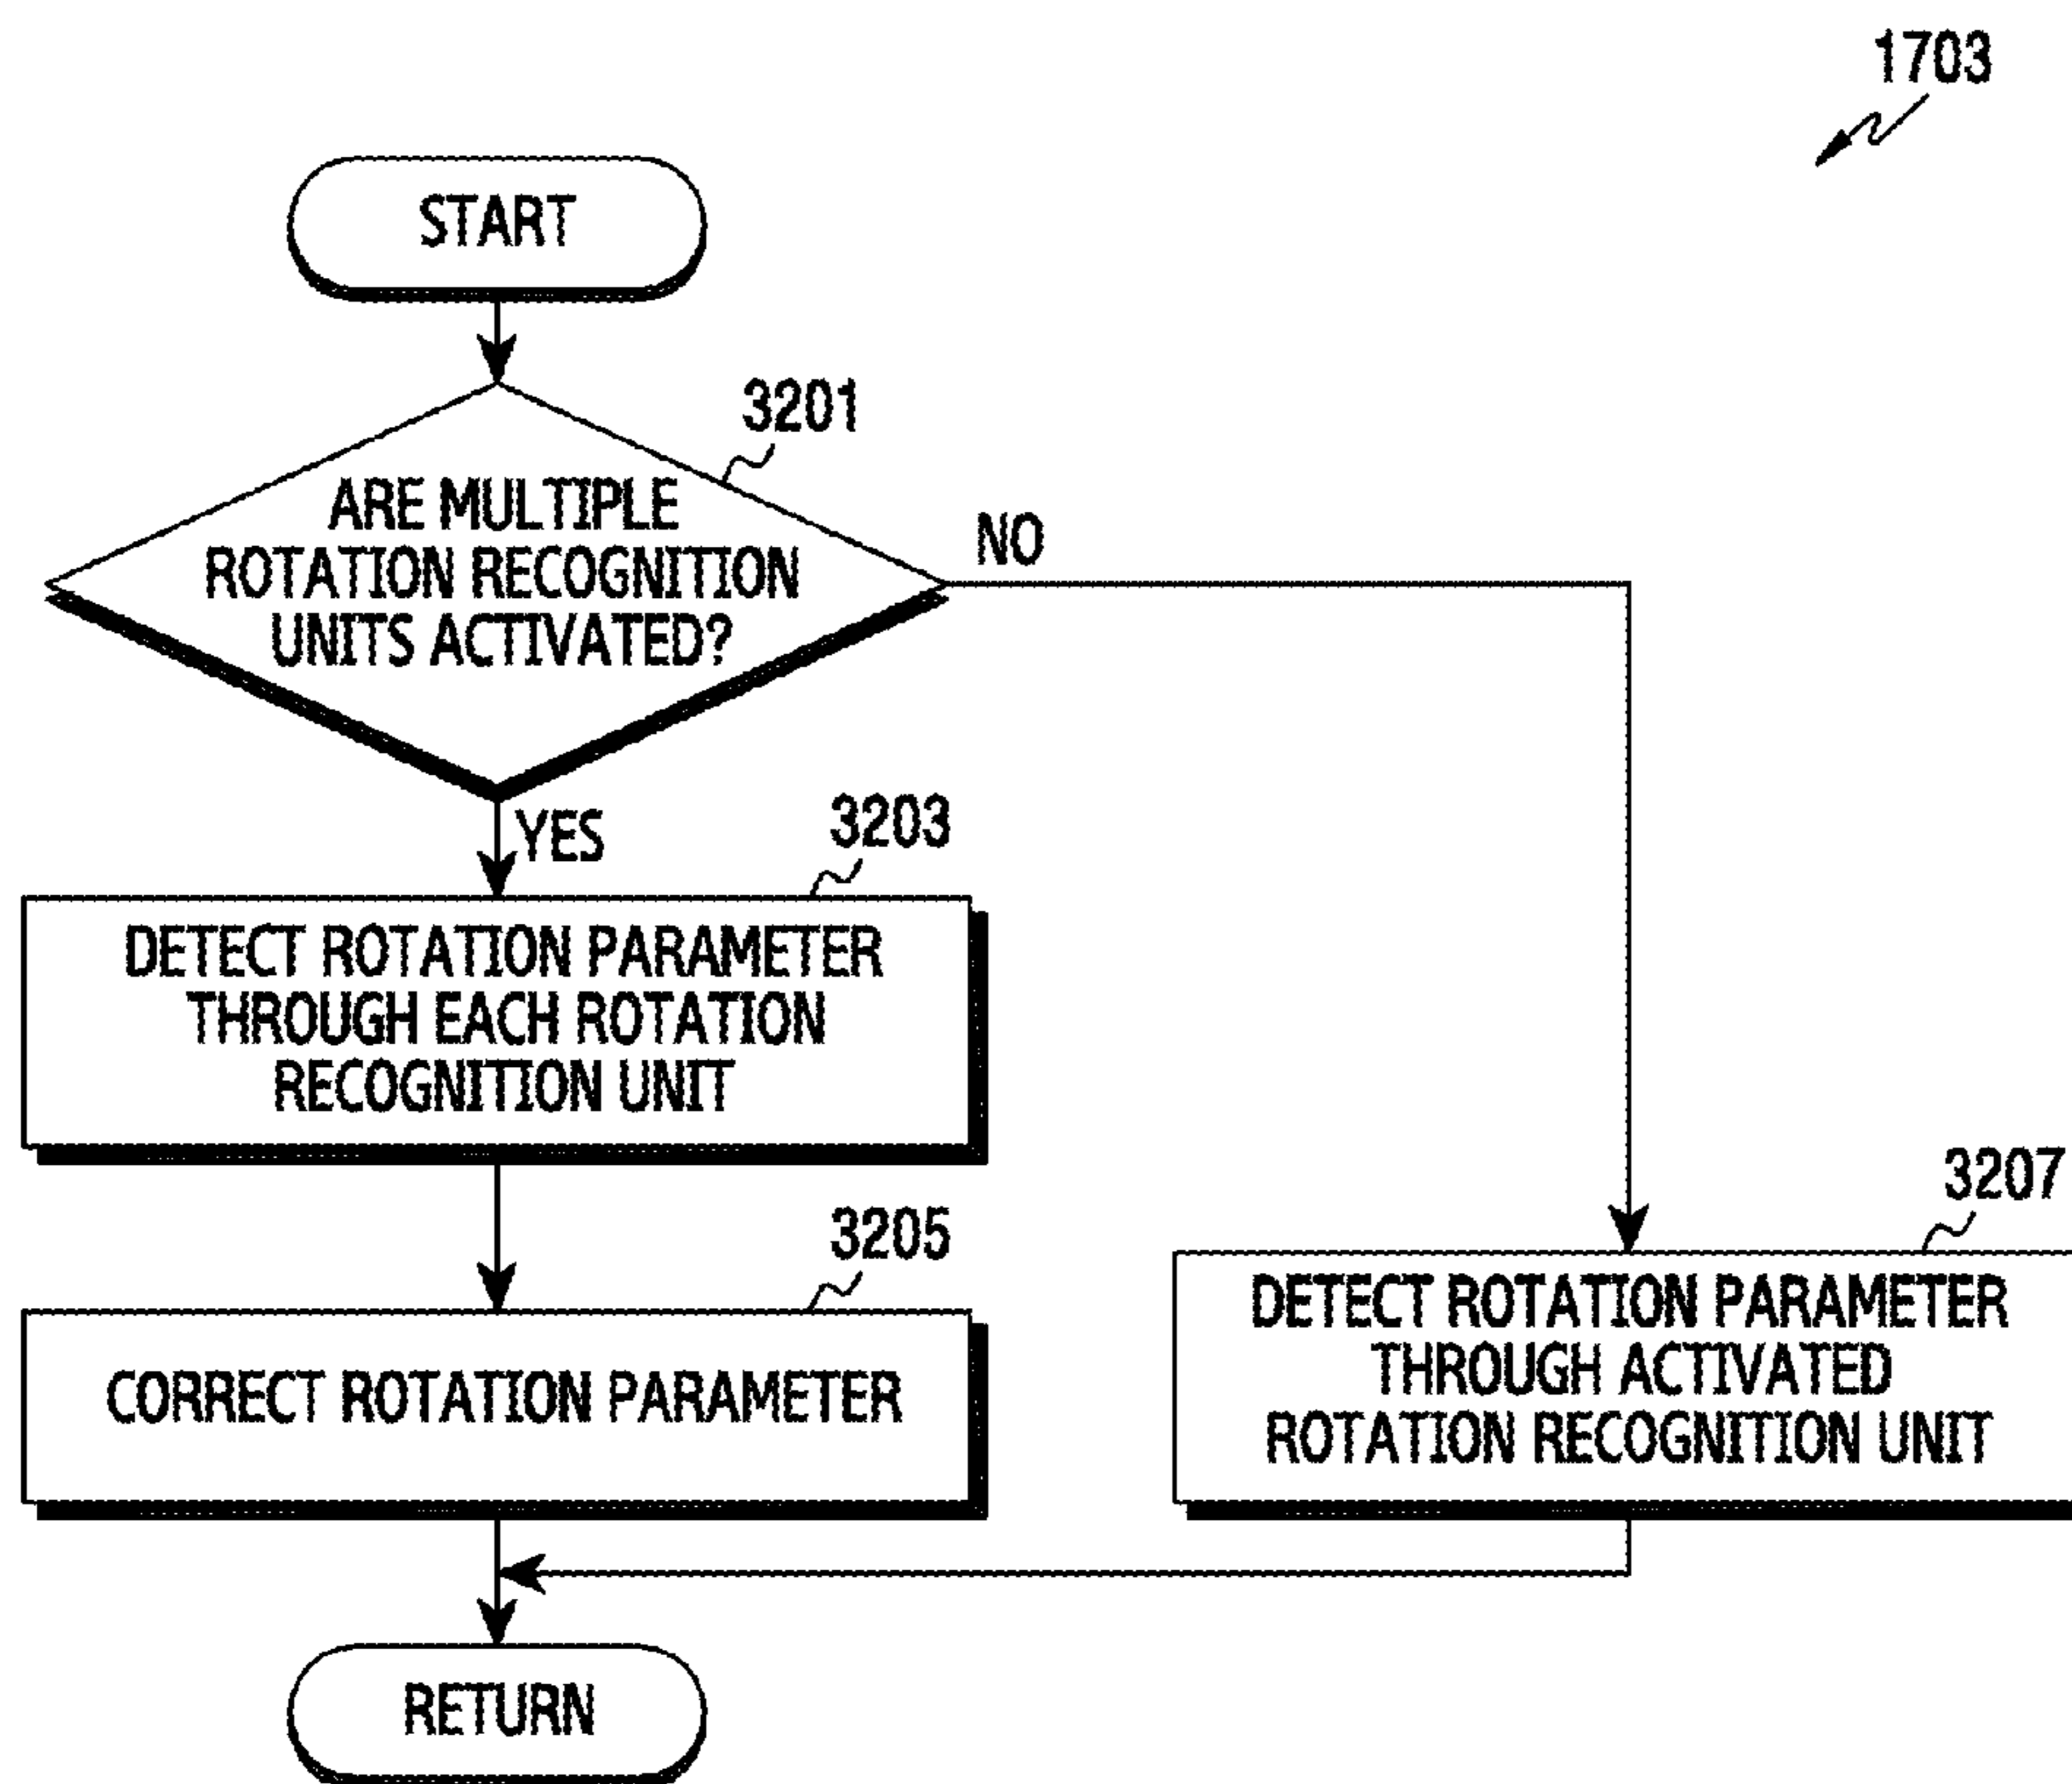 1703
START
3201
ARE MULTIPLE
ROTATION RECOGNITION
UNITS ACTIVATED?
NO
YES
3203
DETECT ROTATION PARAMETER
THROUGH EACH ROTATION
RECOGNITION UNIT
3205
CORRECT ROTATION PARAMETER
3207
DETECT ROTATION PARAMETER
THROUGH ACTIVATED
ROTATION RECOGNITION UNIT
RETURN